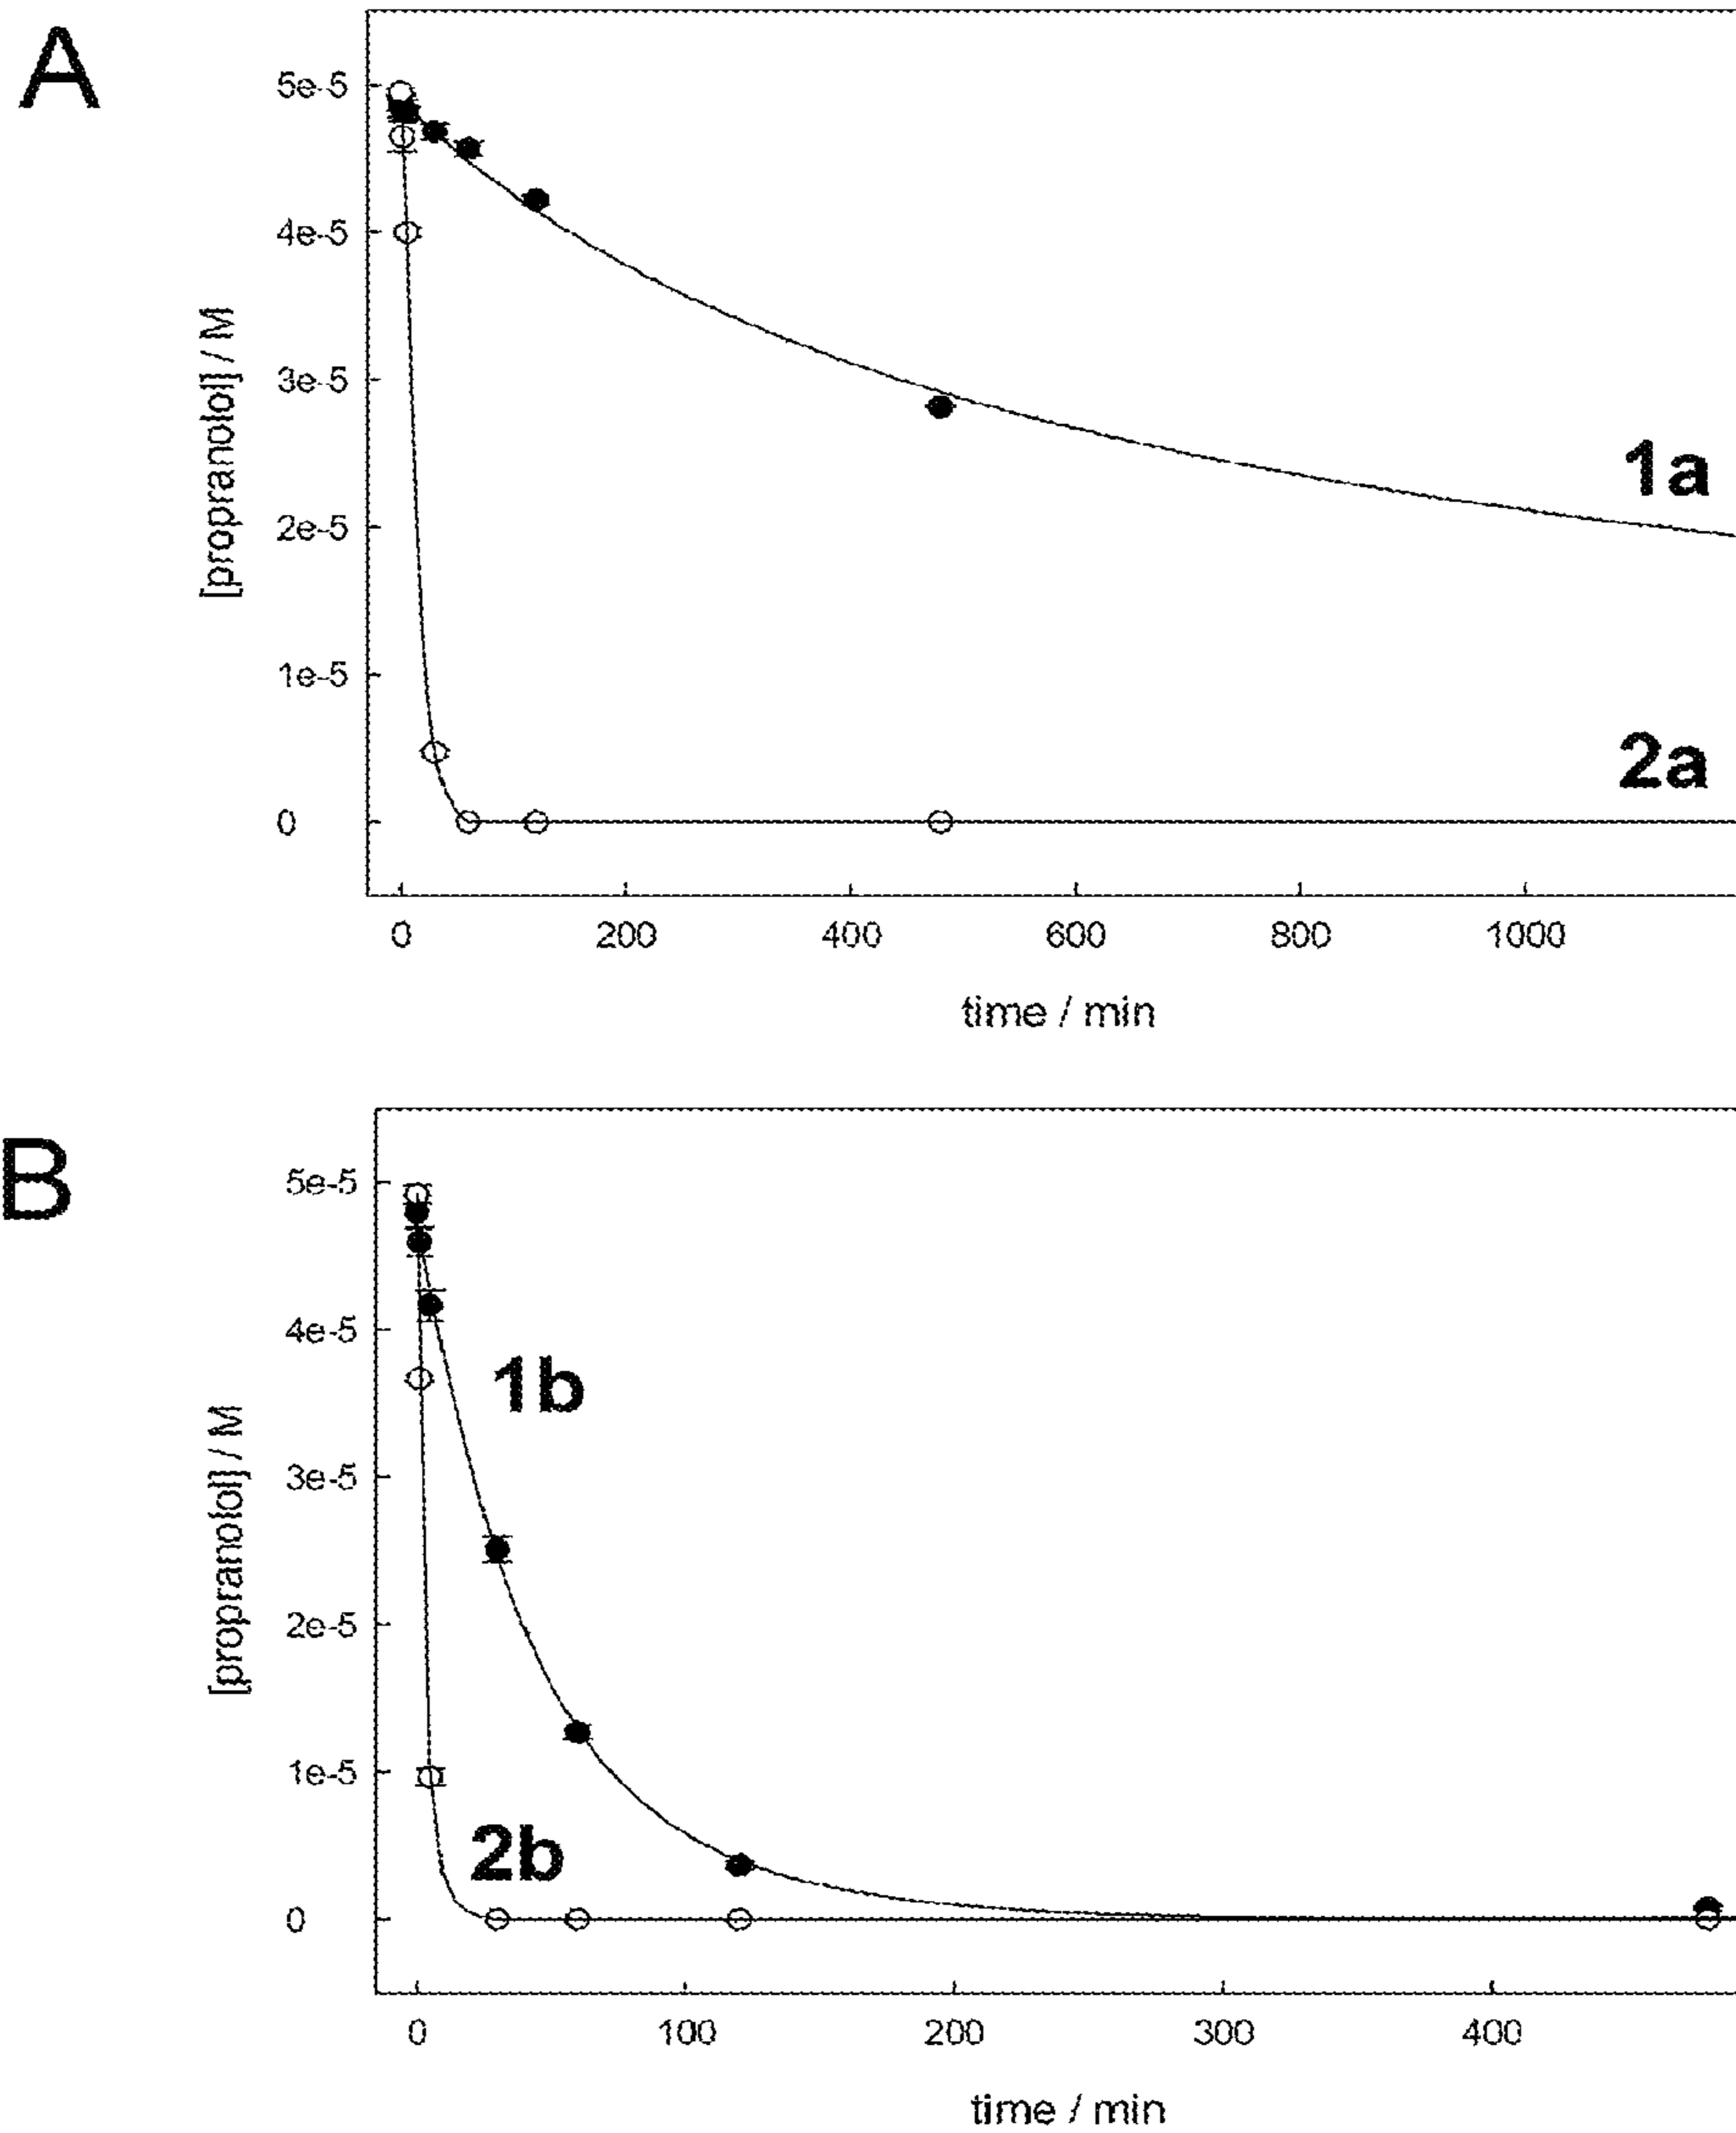 A
5e-5
4e-5
3e-5
2e-5
1e-5
0
[propranolol] / M
1a
2a
0 200 400 600 800 1000
time / min
B
5e-5
4e-5
3e-5
2e-5
1e-5
0
[propranolol] / M
1b
2b
0 100 200 300 400
time / min